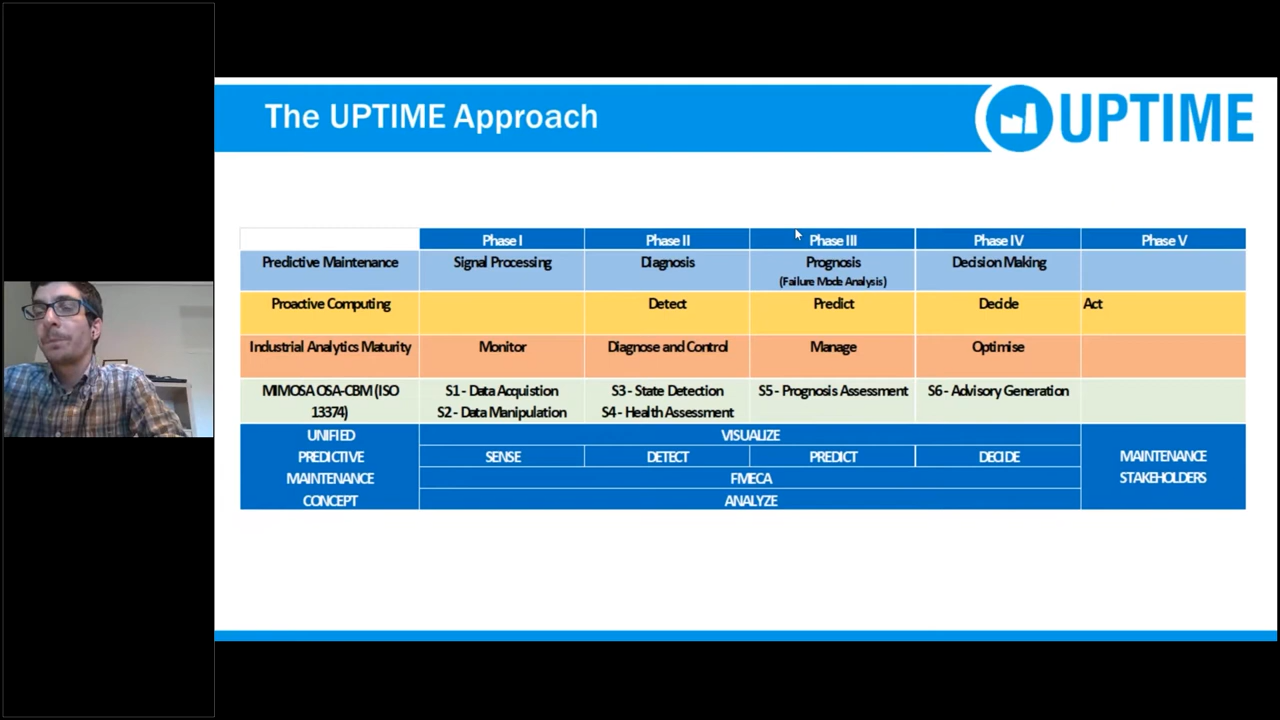 The UPTIME Approach
UPTIME
Phase I Phase II Phase III Phase IV Phase V
Predictive Maintenance Signal Processing Diagnosis Prognosis Decision Making
(Failure Mode Analysis)
Proactive Computing Detect Predict Decide Act
Industrial Analytics Maturity Monitor Diagnose and Control Manage Optimise
MIMOSA OSA-CBM (ISO S1 - Data Acquistion S3 - State Detection S5 - Prognosis Assessment S6 - Advisory Generation
13374) S2 - Data Manipulation S4 - Health Assessment
UNIFIED VISUALIZE
PREDICTIVE SENSE DETECT PREDICT DECIDE MAINTENANCE
MAINTENANCE FMECA STAKEHOLDERS
CONCEPT ANALYZE